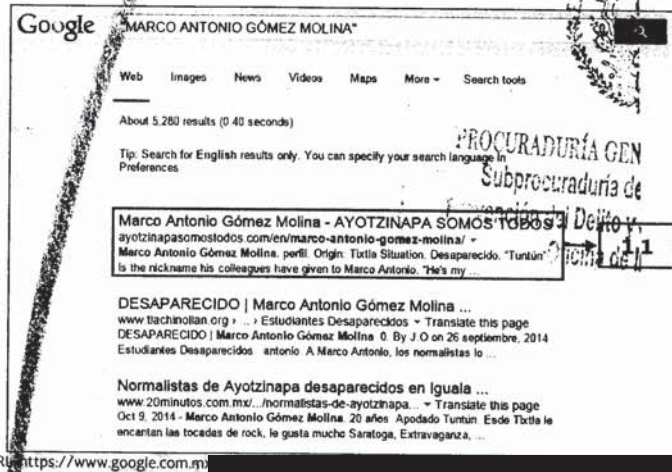 Google "MARCO ANTONIO GÓMEZ MOLINA"
Web Images News Videos Maps More Search tools
About 5,280 results (0.40 seconds)
PROCURADURÍA GEN
Tip: Search for English results only. You can specify your search language in
Preferences
Subprocuraduría de
Prevención del Delito y
Marco Antonio Gómez Molina - AYOTZINAPA SOMOS TODOS
ayotzinapasomostodos.com/en/marco-antonio-gomez-molina/
1.1
Marco Antonio Gómez Molina. perfil. Origin: Tixtla Situation. Desaparecido. "Tuntún"
is the nickname his colleagues have given to Marco Antonio. "He's my ...
DESAPARECIDO | Marco Antonio Gómez Molina ...
www.tlachinollan.org › ... › Estudiantes Desaparecidos Translate this page
DESAPARECIDO | Marco Antonio Gómez Molina 0. By J.O on 26 septiembre, 2014
Estudiantes Desaparecidos antonio. A Marco Antonio, los normalistas lo ...
Normalistas de Ayotzinapa desaparecidos en Iguala ...
www.20minutos.com.mx/.../normalistas-de-ayotzinapa... Translate this page
Oct 9, 2014 - Marco Antonio Gómez Molina. 20 años. Apodado Tuntún. Esde Tixtla le
encantan las tocadas de rock, le gusta mucho Saratoga, Extravaganza, ...
https://www.google.com.mx